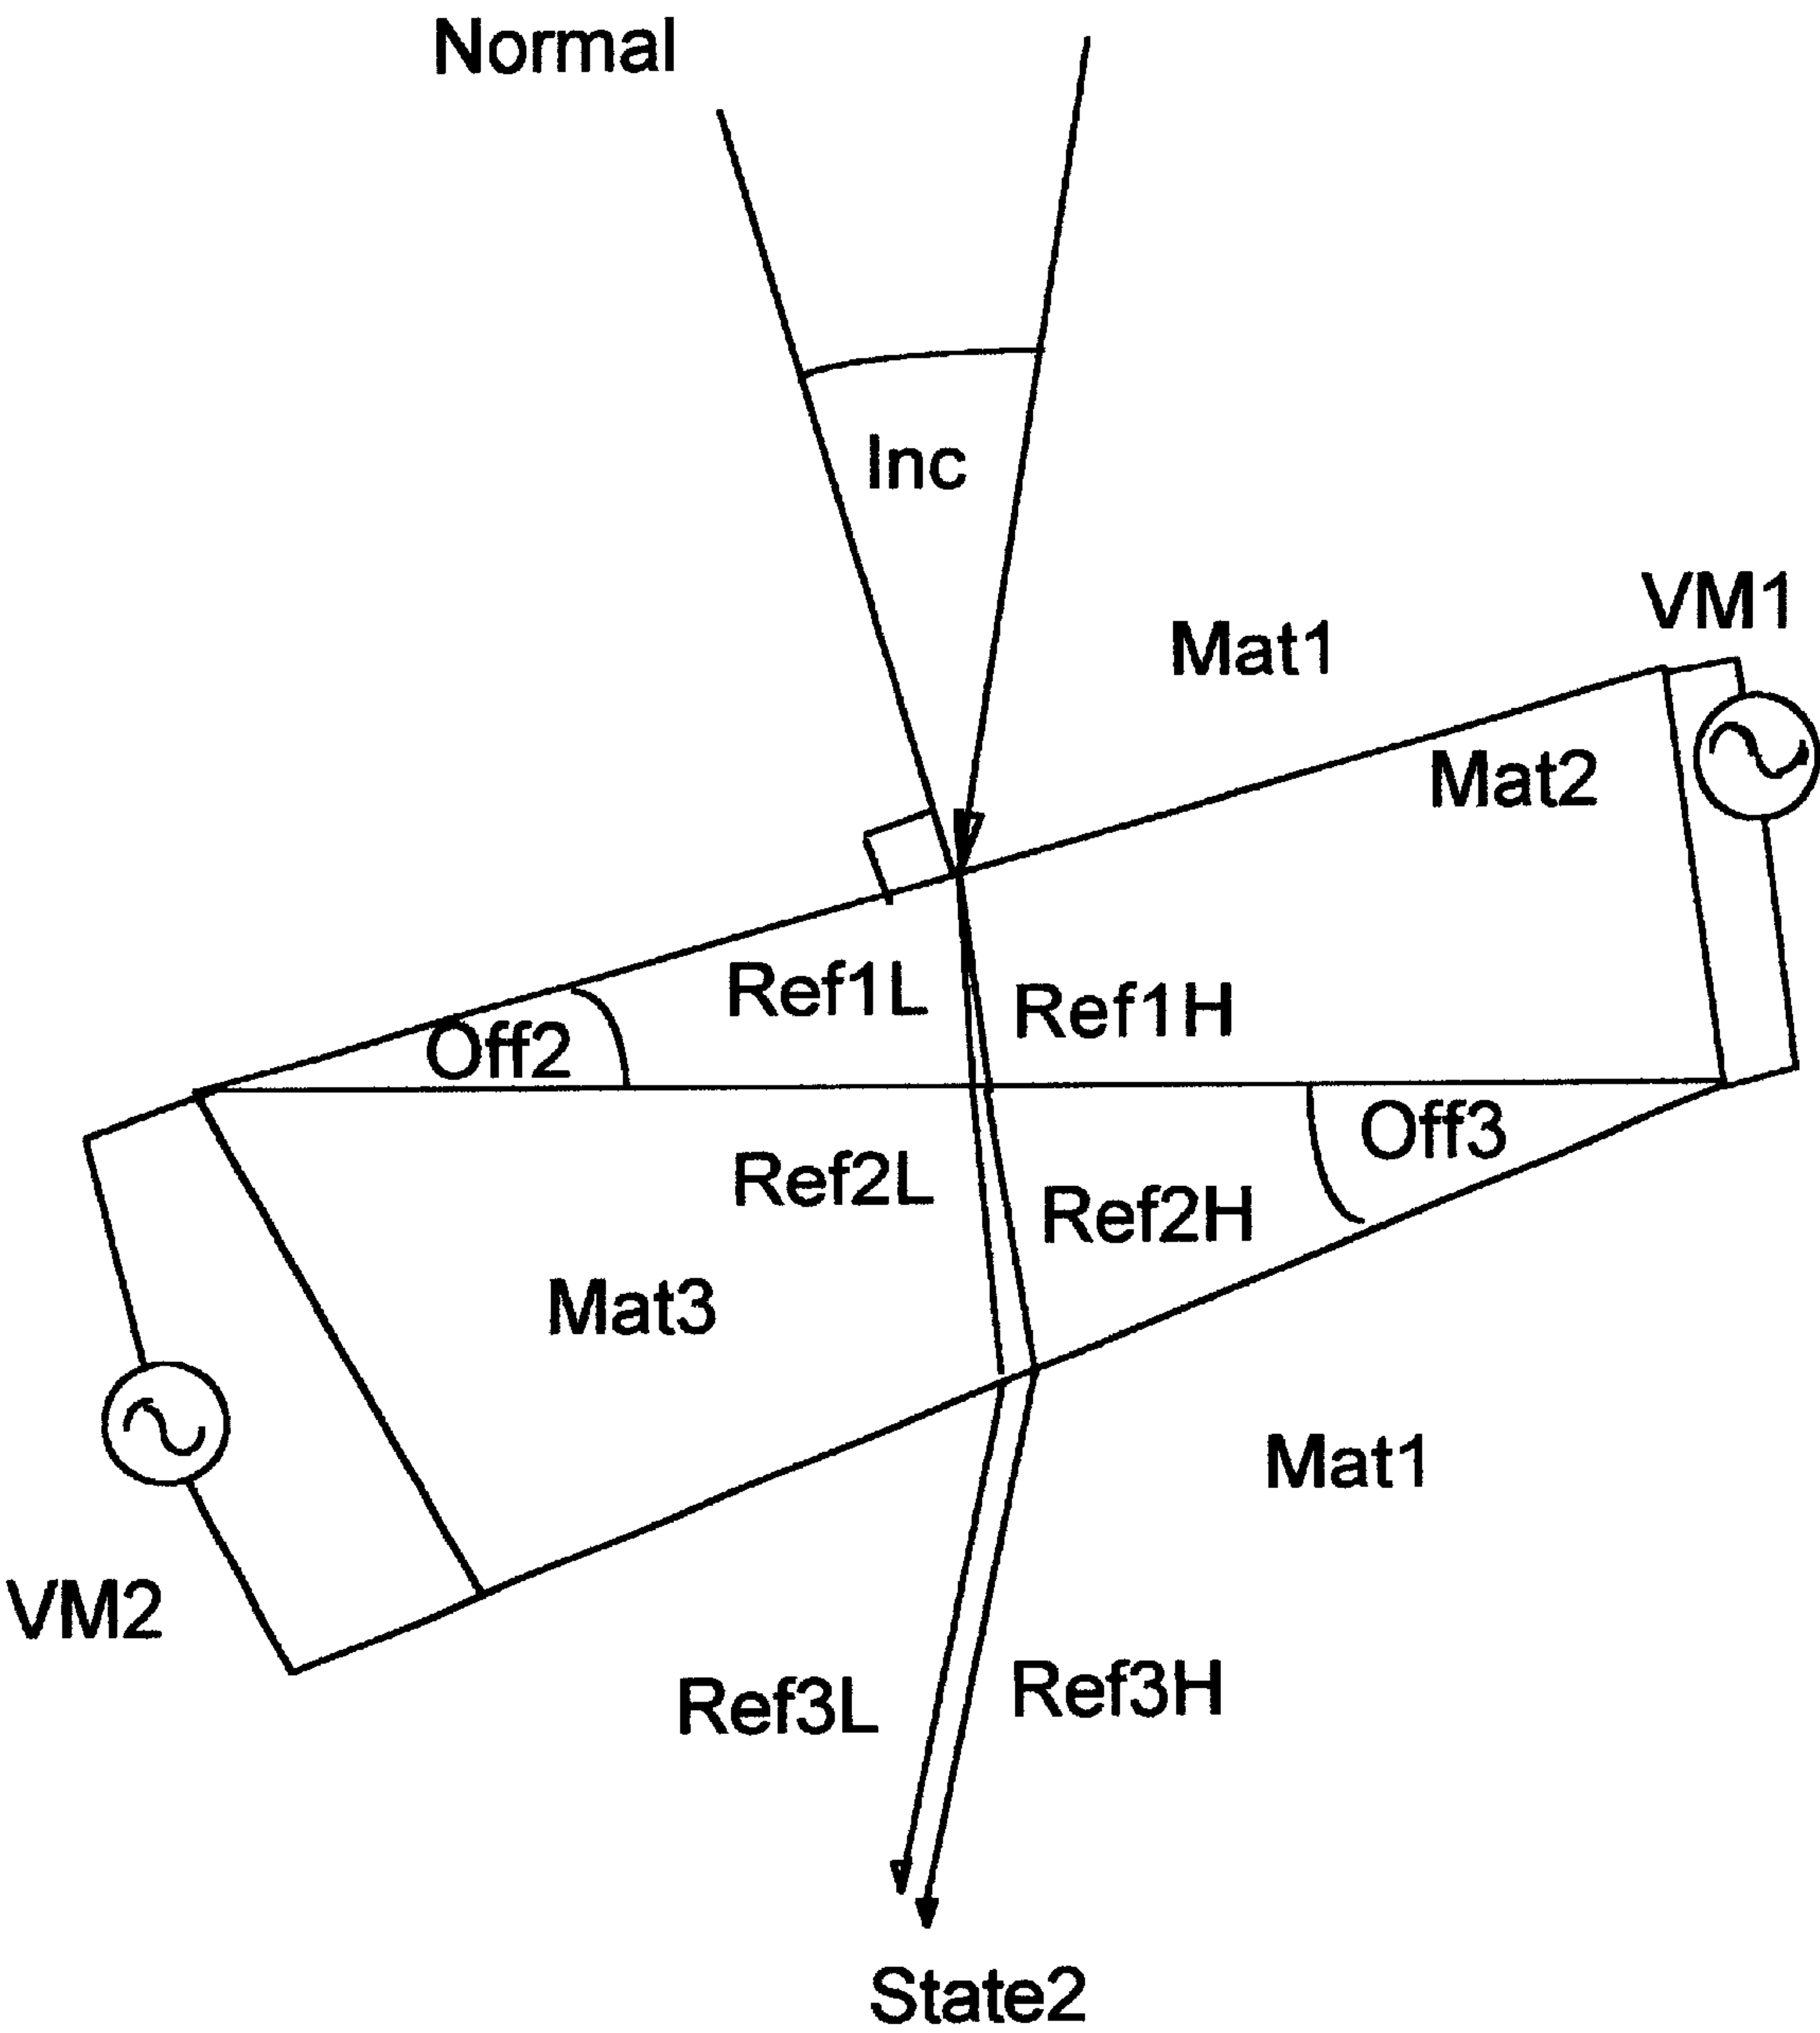 Normal
Inc
VM1
Mat1
Mat2
Ref1L
Ref1H
Off2
Off3
Ref2L
Ref2H
Mat3
Mat1
VM2
Ref3L
Ref3H
State2